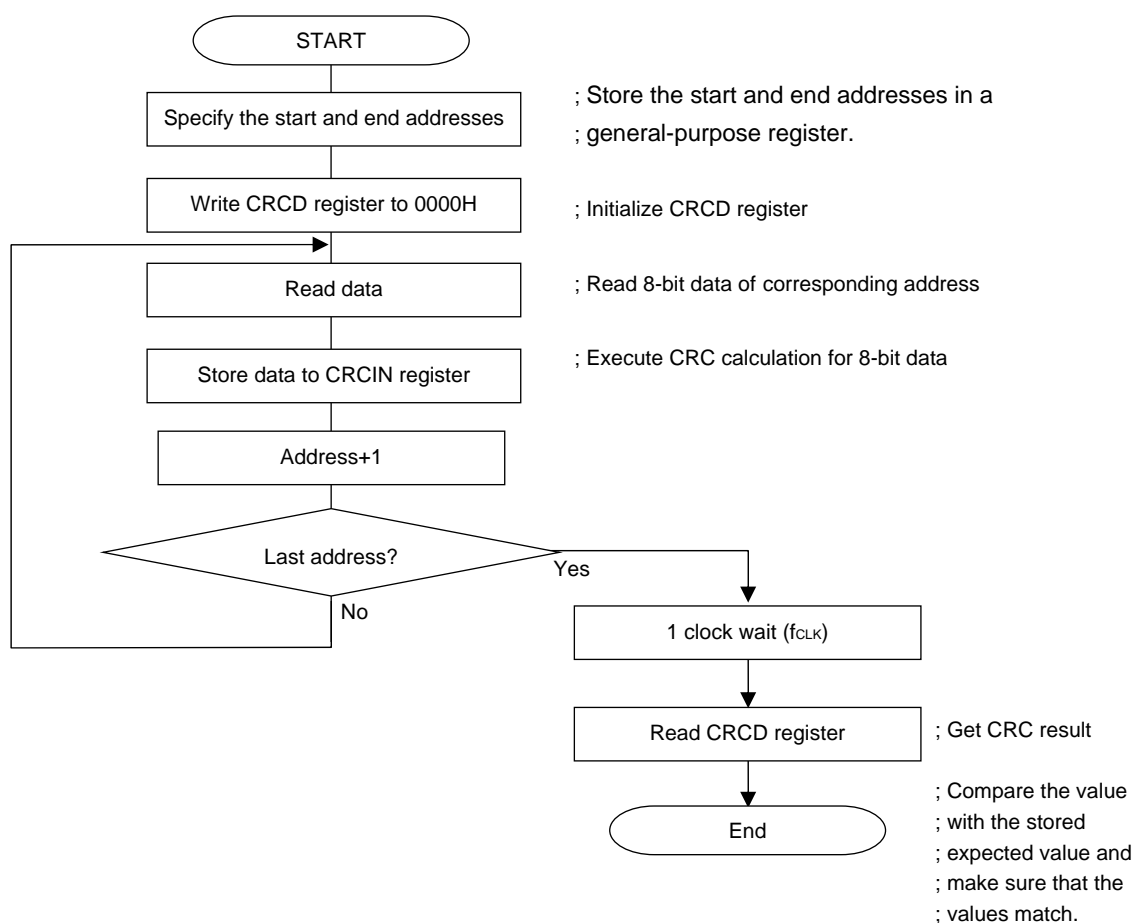 START
Specify the start and end addresses
; Store the start and end addresses in a
; general-purpose register.
Write CRCD register to 0000H
; Initialize CRCD register
Read data
; Read 8-bit data of corresponding address
Store data to CRCIN register
; Execute CRC calculation for 8-bit data
Address+1
Last address?
Yes
No
1 clock wait (fCLK)
Read CRCD register
; Get CRC result
End
; Compare the value
; with the stored
; expected value and
; make sure that the
; values match.